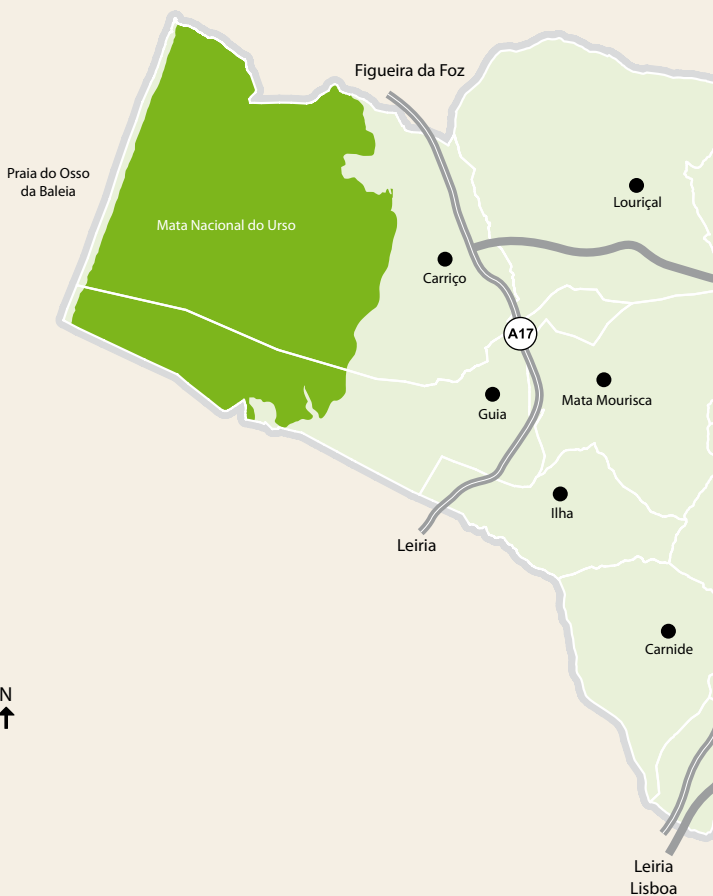 Figueira da Foz
Praia do Osso
da Baleia
Louriçal
Mata Nacional do Urso
Carriço
A17
Mata Mourisca
Guia
Ilha
Leiria
Carnide
N
Leiria
Lisboa